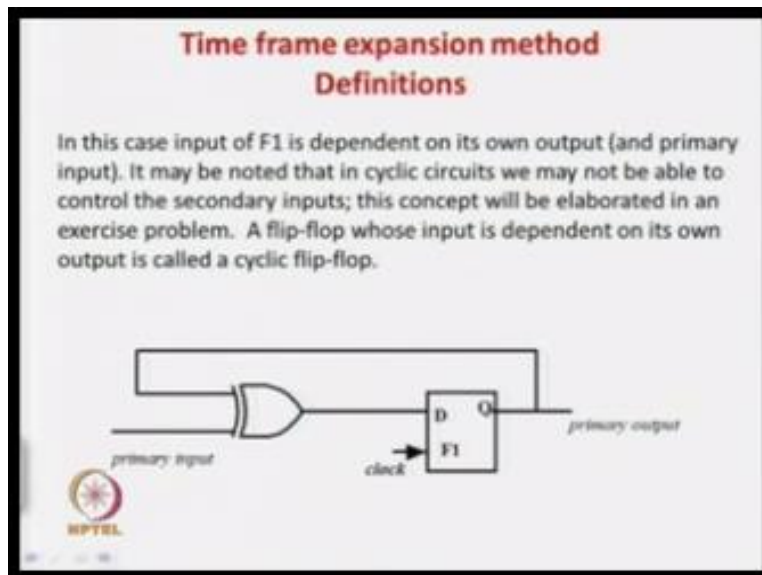 Time frame expansion method
Definitions
In this case input of F1 is dependent on its own output (and primary
input). It may be noted that in cyclic circuits we may not be able to
control the secondary inputs; this concept will be elaborated in an
exercise problem. A flip-flop whose input is dependent on its own
output is called a cyclic flip-flop.
D Q
primary output
F1
primary input
clock
NPTEL